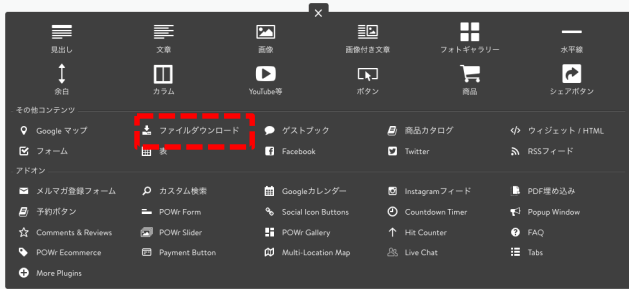 見出し 文章 画像 画像付き文章 フォトギャラリー 水平線
余白 カラム YouTube等 ボタン 商品 シェアボタン
その他コンテンツ
Google マップ ファイルダウンロード ゲストブック 商品カタログ ウィジェット / HTML
フォーム 表 Facebook Twitter RSSフィード
アドオン
メルマガ登録フォーム カスタム検索 Googleカレンダー Instagramフィード PDF埋め込み
予約ボタン POWr Form Social Icon Buttons Countdown Timer Popup Window
Comments & Reviews POWr Slider POWr Gallery Hit Counter FAQ
POWr Ecommerce Payment Button Multi-Location Map Live Chat Tabs
More Plugins